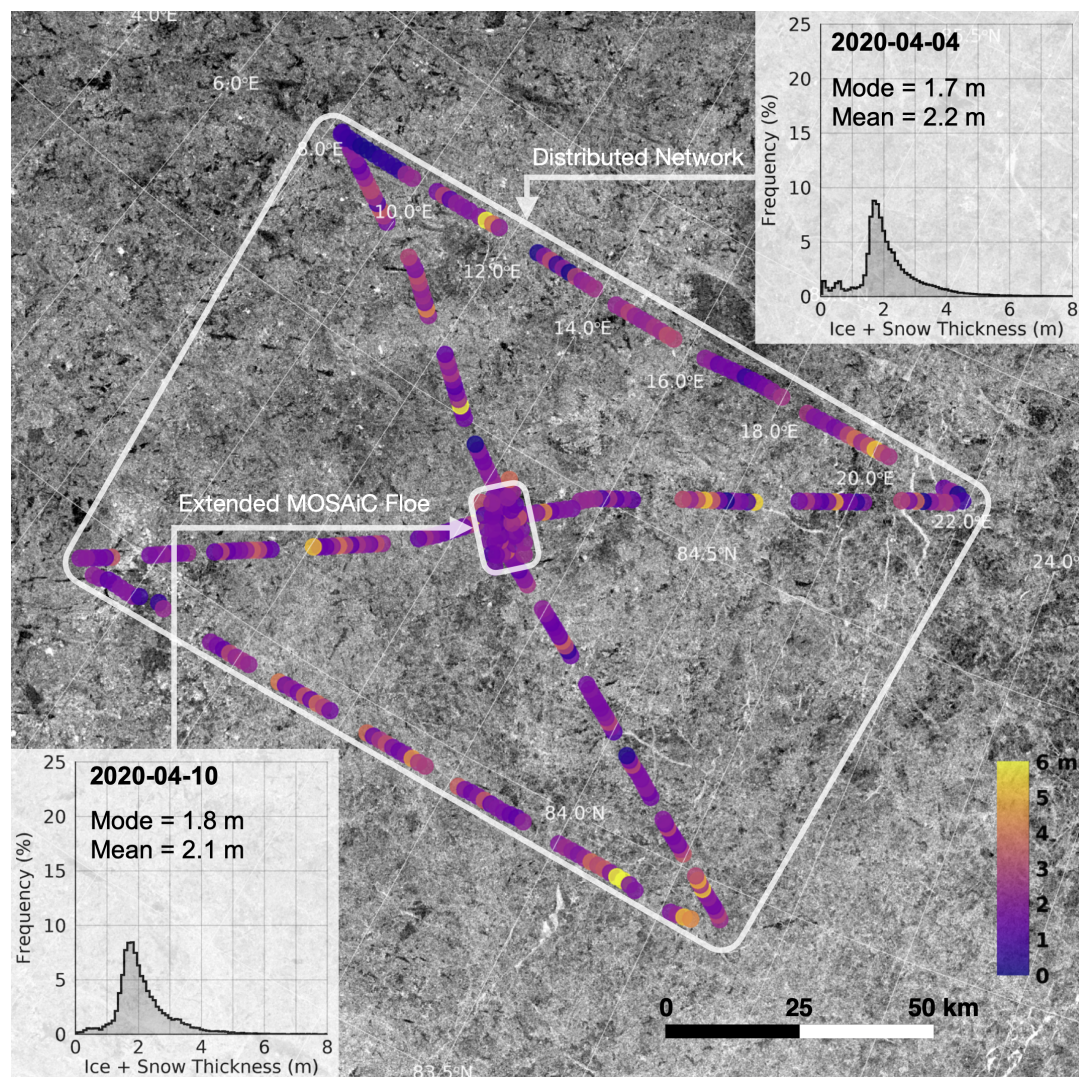 4.0°E
6.0°E
8.0°E
10.0°E
12.0°E
14.0°E
16.0°E
18.0°E
20.0°E
22.0°E
24.0°
84.5°N
84.0°N
83.5°N
Distributed Network
Extended MOSAiC Floe
2020-04-04
Mode = 1.7 m
Mean = 2.2 m
Frequency (%)
25
20
15
10
5
0
0 2 4 6 8
Ice + Snow Thickness (m)
2020-04-10
Mode = 1.8 m
Mean = 2.1 m
Frequency (%)
25
20
15
10
5
0
0 2 4 6 8
Ice + Snow Thickness (m)
6 m
5
4
3
2
1
0
0 25 50 km